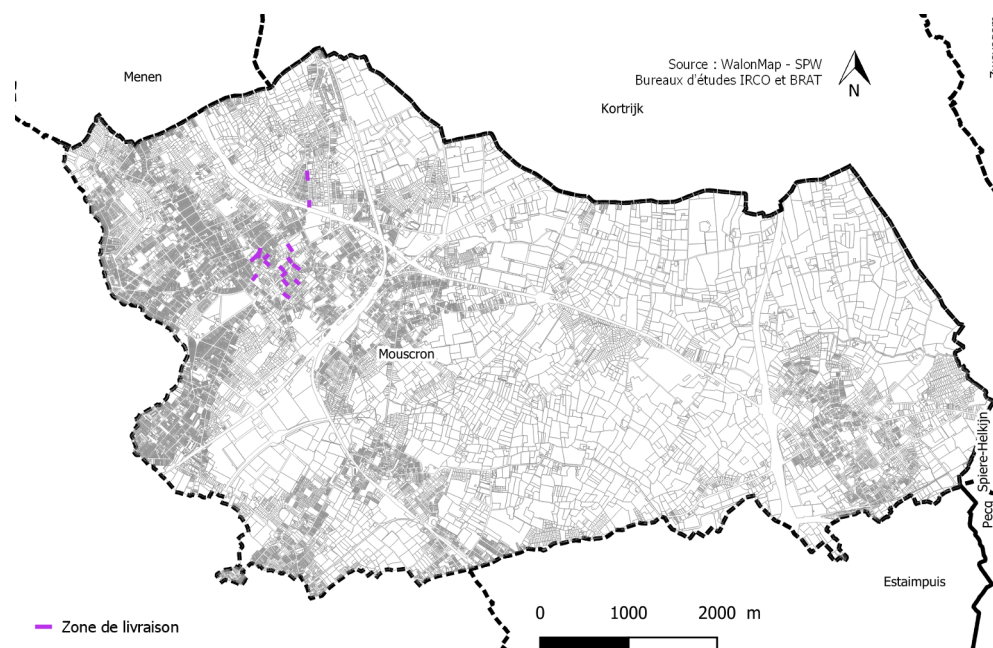 Menen
Source : WalonMap - SPW
Bureaux d'études IRCO et BRAT
N
Kortrijk
Mouscron
Spiere-Helkijn
Pecq
Estaimpuis
Zone de livraison
0 1000 2000 m